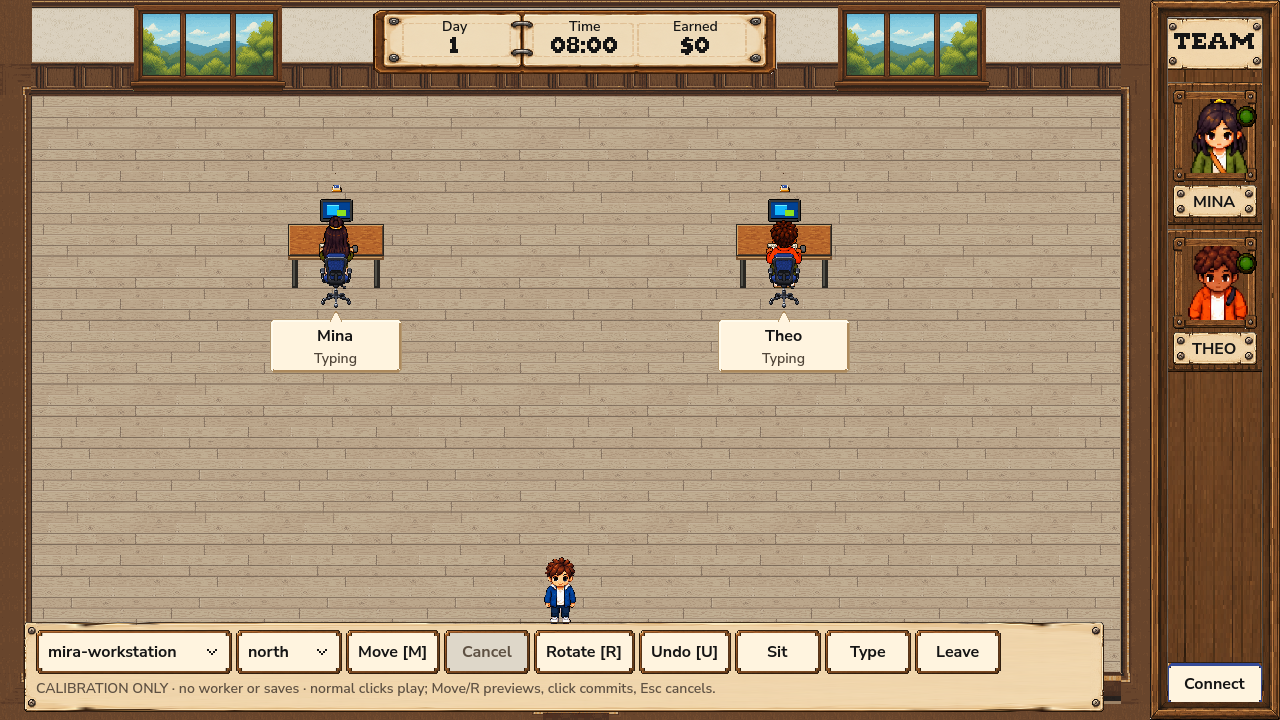 Day
1
Time
08:00
Earned
$0
TEAM
MINA
THEO
Mina
Typing
Theo
Typing
mira-workstation
north
Move [M]
Cancel
Rotate [R]
Undo [U]
Sit
Type
Leave
CALIBRATION ONLY · no worker or saves · normal clicks play; Move/R previews, click commits, Esc cancels.
Connect